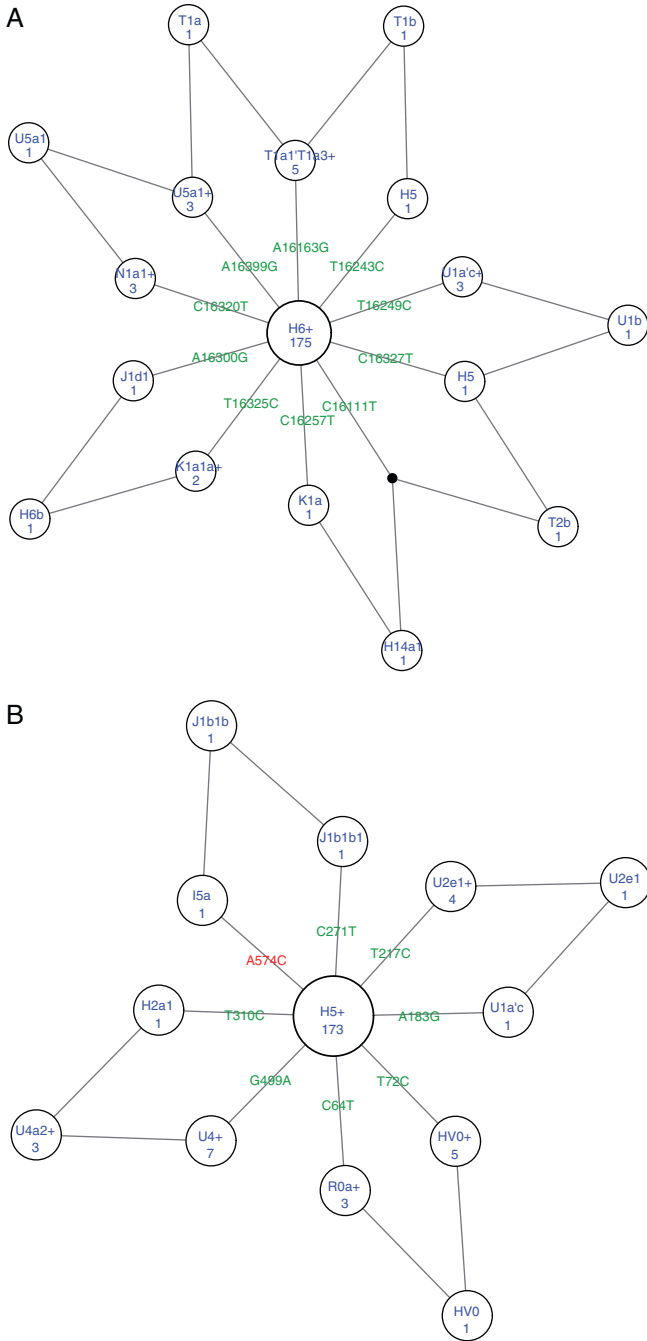 A
T1a
1
T1b
1
U5a1
1
T1a1'T1a3+
5
U5a1+
3
H5
1
A16163G
A16399G
T16243C
N1a1+
3
U1a'c+
3
C16320T
T16249C
H6+
175
U1b
1
A16300G
C16327T
J1d1
1
H5
1
T16325C
C16111T
C16257T
K1a1a+
2
K1a
1
H6b
1
T2b
1
H14a1
1
B
J1b1b
1
J1b1b1
1
U2e1+
4
U2e1
1
I5a
1
C271T
T217C
A574C
H2a1
1
T310C
H5+
173
A183G
U1a'c
1
G499A
T72C
C64T
U4a2+
3
U4+
7
HV0+
5
R0a+
3
HV0
1